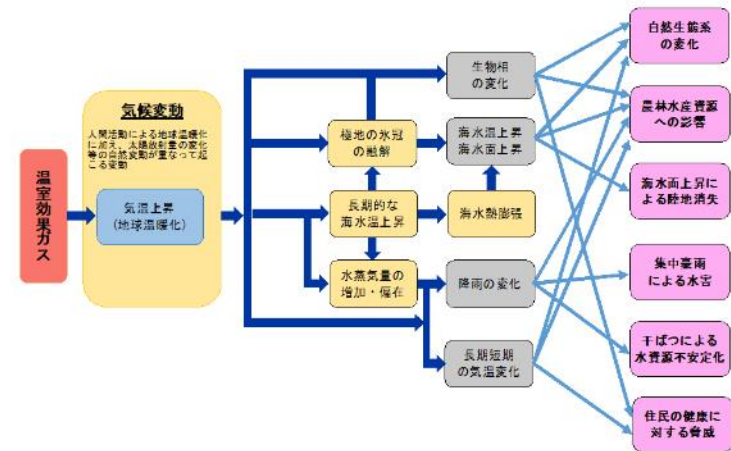 温室効果ガス
気候変動
人間活動による地球温暖化
に加え、太陽放射量の変化
等の自然変動が重なって起
こる変動
気温上昇
(地球温暖化)
極地の氷冠
の融解
長期的な
海水温上昇
水蒸気量の
増加・偏在
海水熱膨張
生物相
の変化
海水温上昇
海水面上昇
降雨の変化
長期短期
の気温変化
自然生態系
の変化
農林水産資源
への影響
海水面上昇に
よる陸地消失
集中豪雨
による水害
干ばつによる
水資源不安定化
住民の健康に
対する脅威